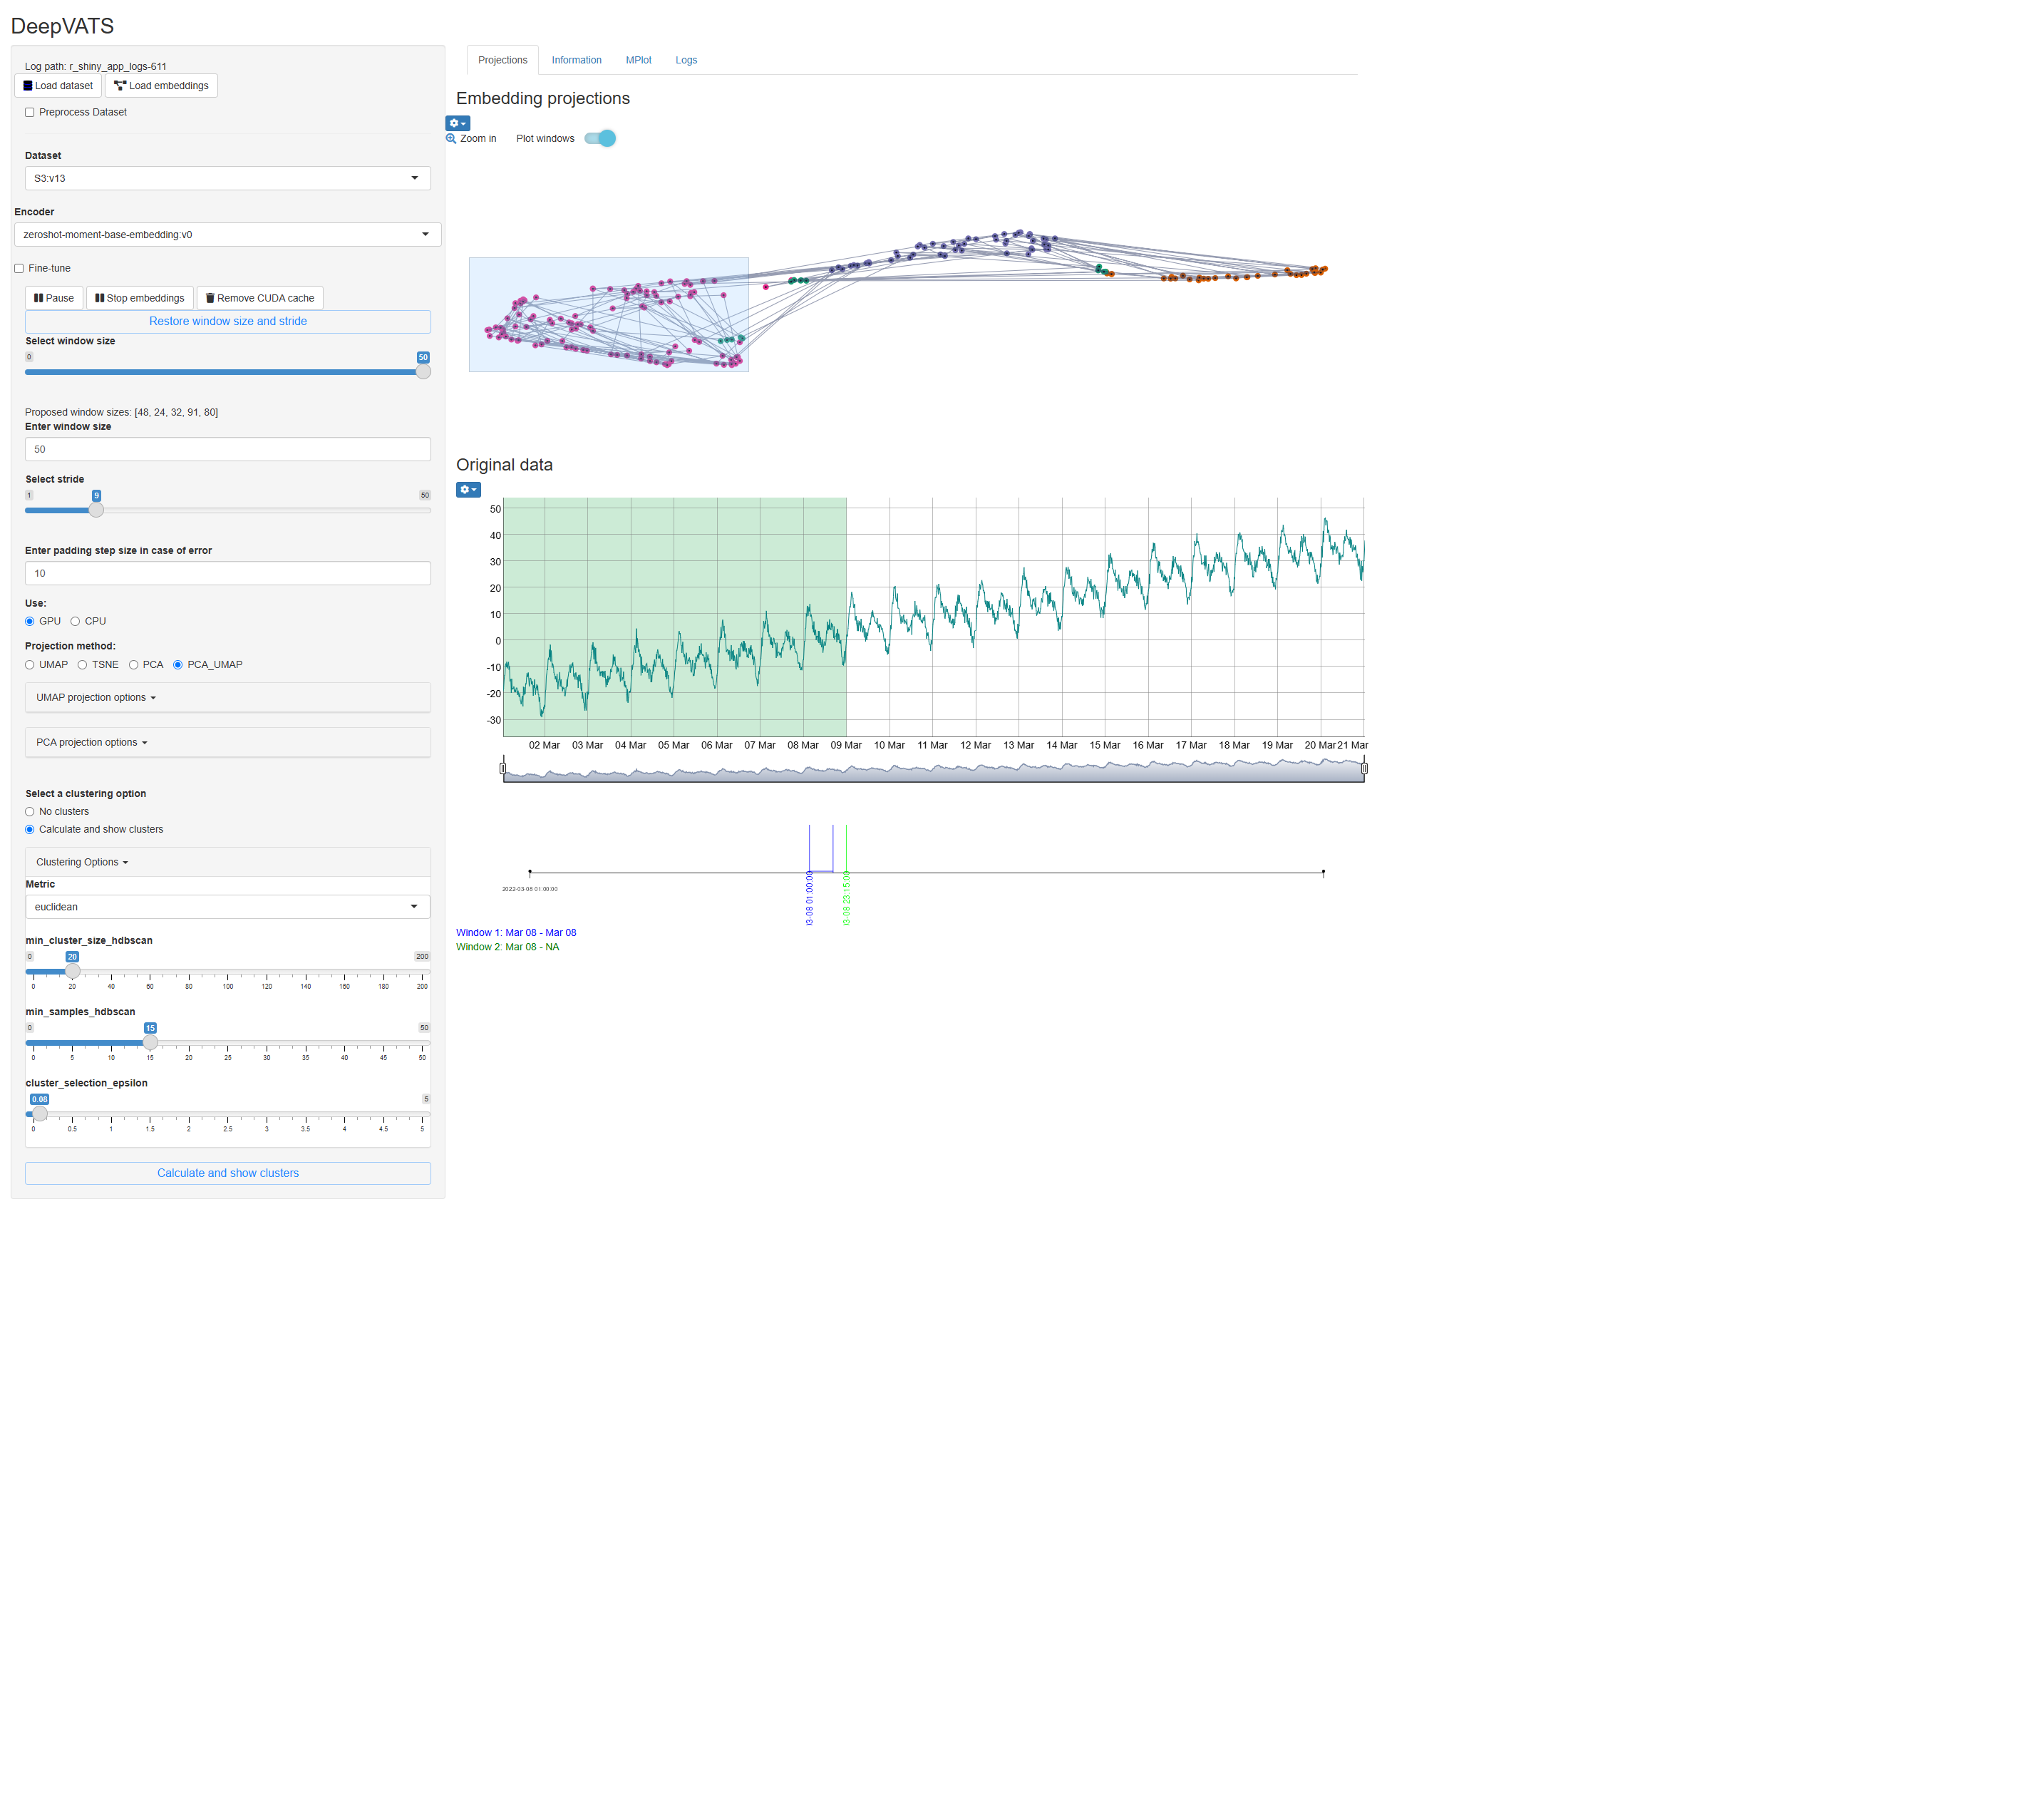 DeepVATS
Log path: r_shiny_app_logs-611
Load dataset Load embeddings
Preprocess Dataset
Dataset
S3:v13
Encoder
zeroshot-moment-base-embedding:v0
Fine-tune
Pause Stop embeddings Remove CUDA cache
Restore window size and stride
Select window size
0 50
Proposed window sizes: [48, 24, 32, 91, 80]
Enter window size
50
Select stride
1 9 50
Enter padding step size in case of error
10
Use:
GPU CPU
Projection method:
UMAP TSNE PCA PCA_UMAP
UMAP projection options
PCA projection options
Select a clustering option
No clusters
Calculate and show clusters
Clustering Options
Metric
euclidean
min_cluster_size_hdbscan
0 20 200
0 20 40 60 80 100 120 140 160 180 200
min_samples_hdbscan
0 15 50
0 5 10 15 20 25 30 35 40 45 50
cluster_selection_epsilon
0.08 5
0 0.5 1 1.5 2 2.5 3 3.5 4 4.5 5
Calculate and show clusters
Projections Information MPlot Logs
Embedding projections
Zoom in Plot windows
Original data
50
40
30
20
10
0
-10
-20
-30
02 Mar 03 Mar 04 Mar 05 Mar 06 Mar 07 Mar 08 Mar 09 Mar 10 Mar 11 Mar 12 Mar 13 Mar 14 Mar 15 Mar 16 Mar 17 Mar 18 Mar 19 Mar 20 Mar 21 Mar
2022-03-08 01:00:00
03-08 01:00:00
03-08 23:15:00
Window 1: Mar 08 - Mar 08
Window 2: Mar 08 - NA